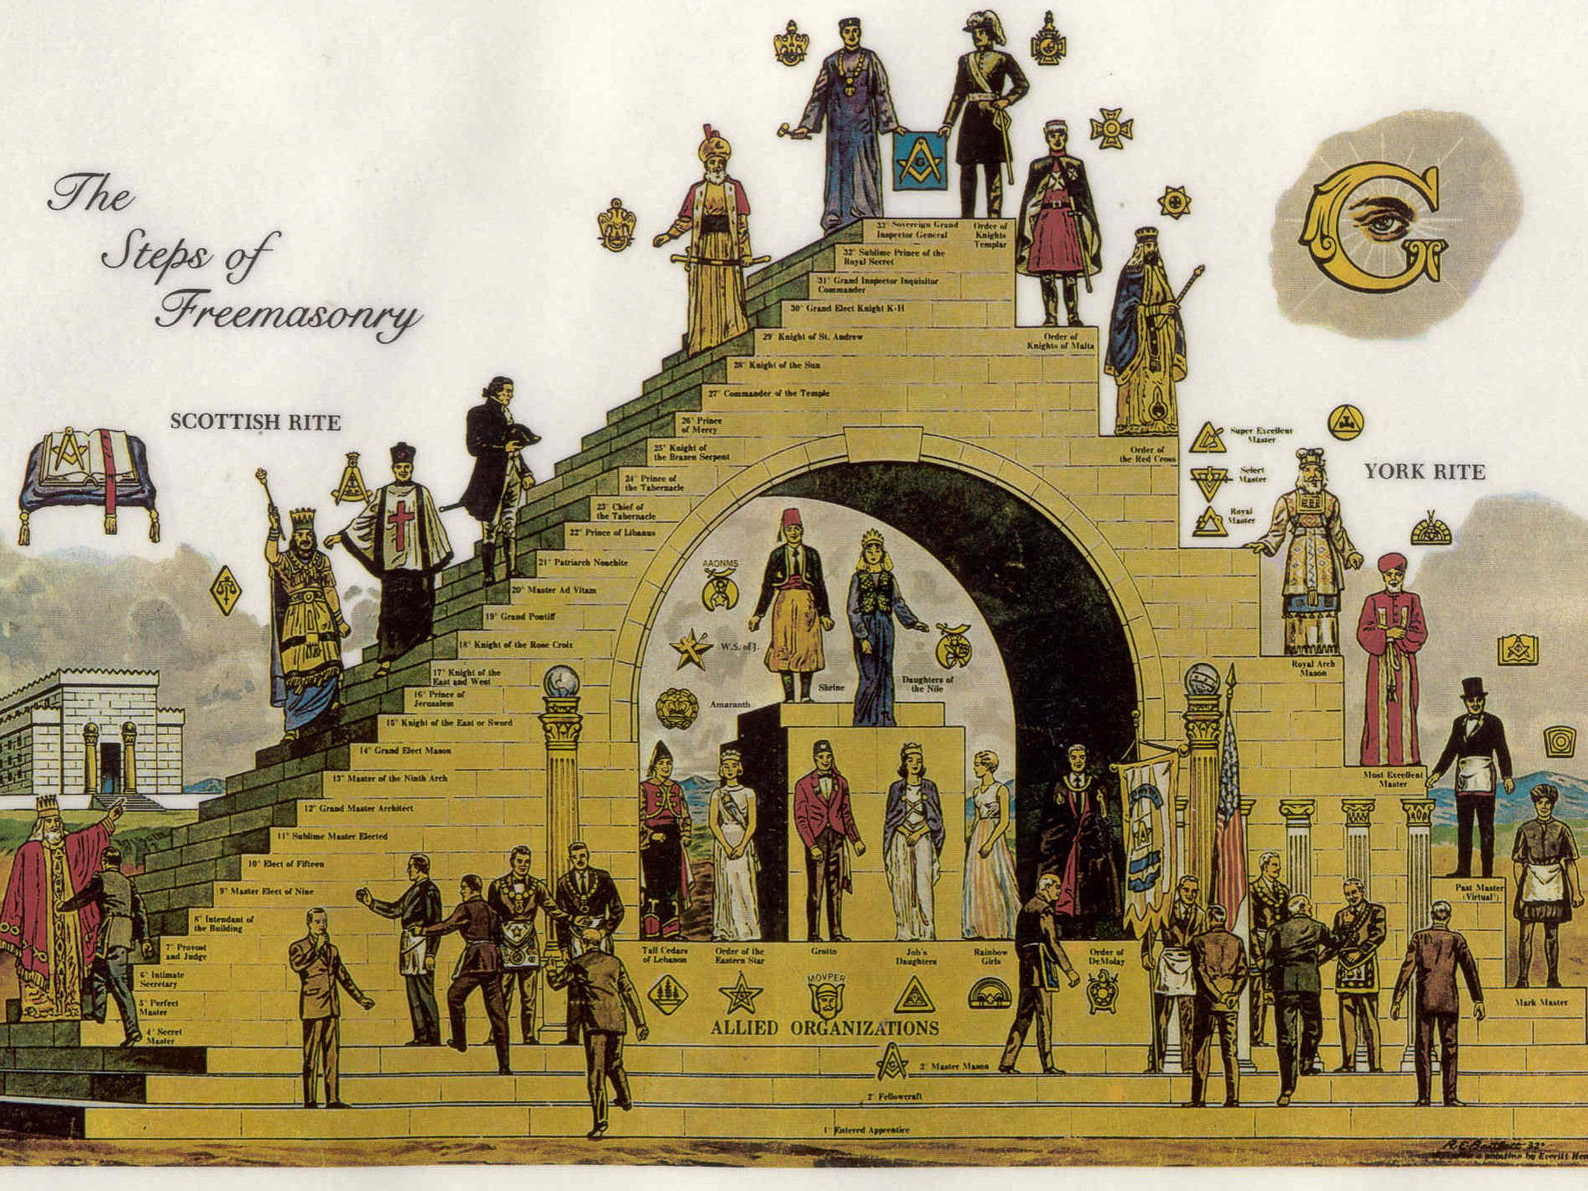 The
Steps of
Freemasonry
SCOTTISH RITE
YORK RITE
G
33° Sovereign Grand
Inspector General
Order of
Knights
Templar
32° Sublime Prince of the
Royal Secret
31° Grand Inspector Inquisitor
Commander
30° Grand Elect Knight K-H
29° Knight of St. Andrew
28° Knight of the Sun
27° Commander of the Temple
26° Prince
of Mercy
25° Knight of
the Brazen Serpent
24° Prince of
the Tabernacle
23° Chief of
the Tabernacle
22° Prince of Libanus
21° Patriarch Noachite
20° Master Ad Vitam
19° Grand Pontiff
18° Knight of the Rose Croix
17° Knight of the
East and West
16° Prince of
Jerusalem
15° Knight of the East or Sword
14° Grand Elect Mason
13° Master of the Ninth Arch
12° Grand Master Architect
11° Sublime Master Elected
10° Elect of Fifteen
9° Master Elect of Nine
8° Intendant of
the Building
7° Provost
and Judge
6° Intimate
Secretary
5° Perfect
Master
4° Secret
Master
Order of
Knights of Malta
Order of
the Red Cross
Super Excellent
Master
Select
Master
Royal
Master
Royal Arch
Mason
Most Excellent
Master
Past Master
(Virtual)
Mark Master
AAONMS
W.S. of J.
Amaranth
Shrine
Daughters of
the Nile
Tall Cedars
of Lebanon
Order of the
Eastern Star
Grotto
Job's
Daughters
Rainbow
Girls
Order of
DeMolay
MOVPER
ALLIED ORGANIZATIONS
3° Master Mason
2° Fellowcraft
1° Entered Apprentice